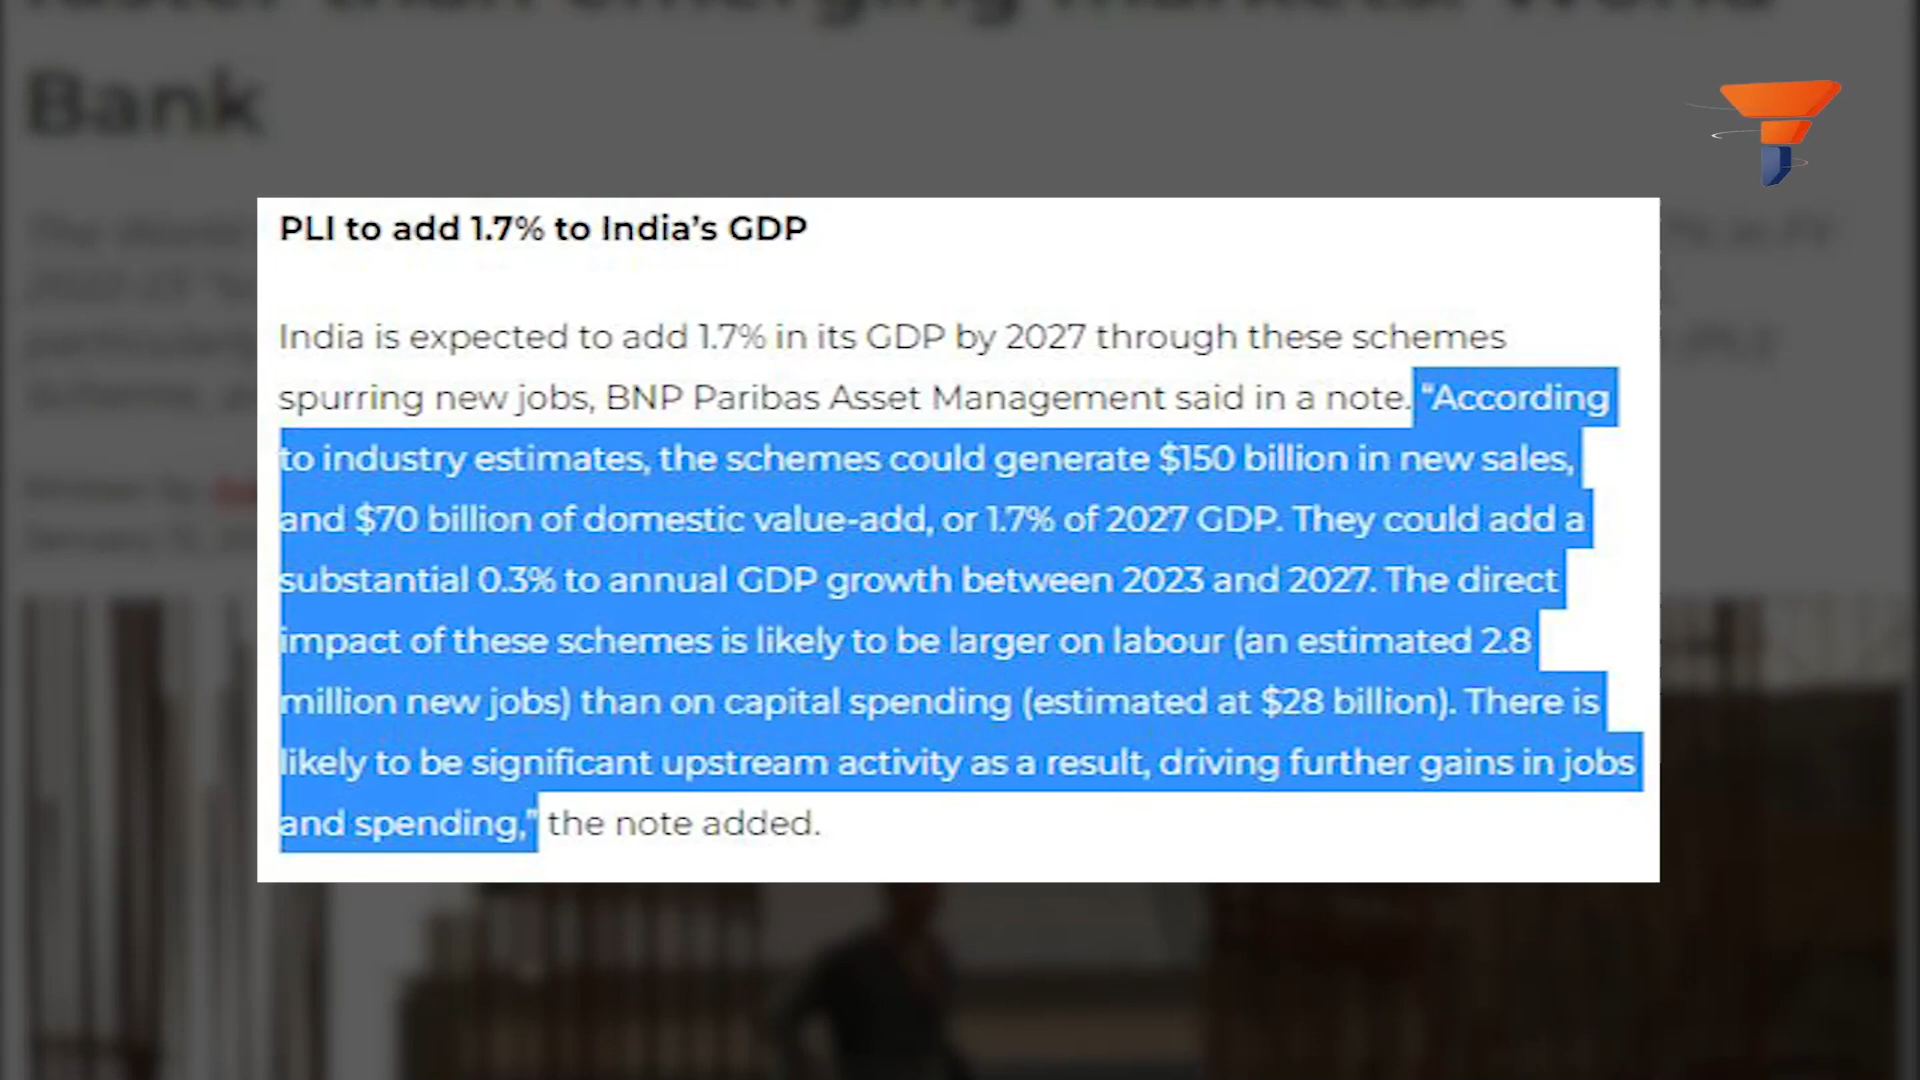 faster than emerging markets: World
Bank
PLI to add 1.7% to India’s GDP
India is expected to add 1.7% in its GDP by 2027 through these schemes
spurring new jobs, BNP Paribas Asset Management said in a note. “According
to industry estimates, the schemes could generate $150 billion in new sales,
and $70 billion of domestic value-add, or 1.7% of 2027 GDP. They could add a
substantial 0.3% to annual GDP growth between 2023 and 2027. The direct
impact of these schemes is likely to be larger on labour (an estimated 2.8
million new jobs) than on capital spending (estimated at $28 billion). There is
likely to be significant upstream activity as a result, driving further gains in jobs
and spending,” the note added.